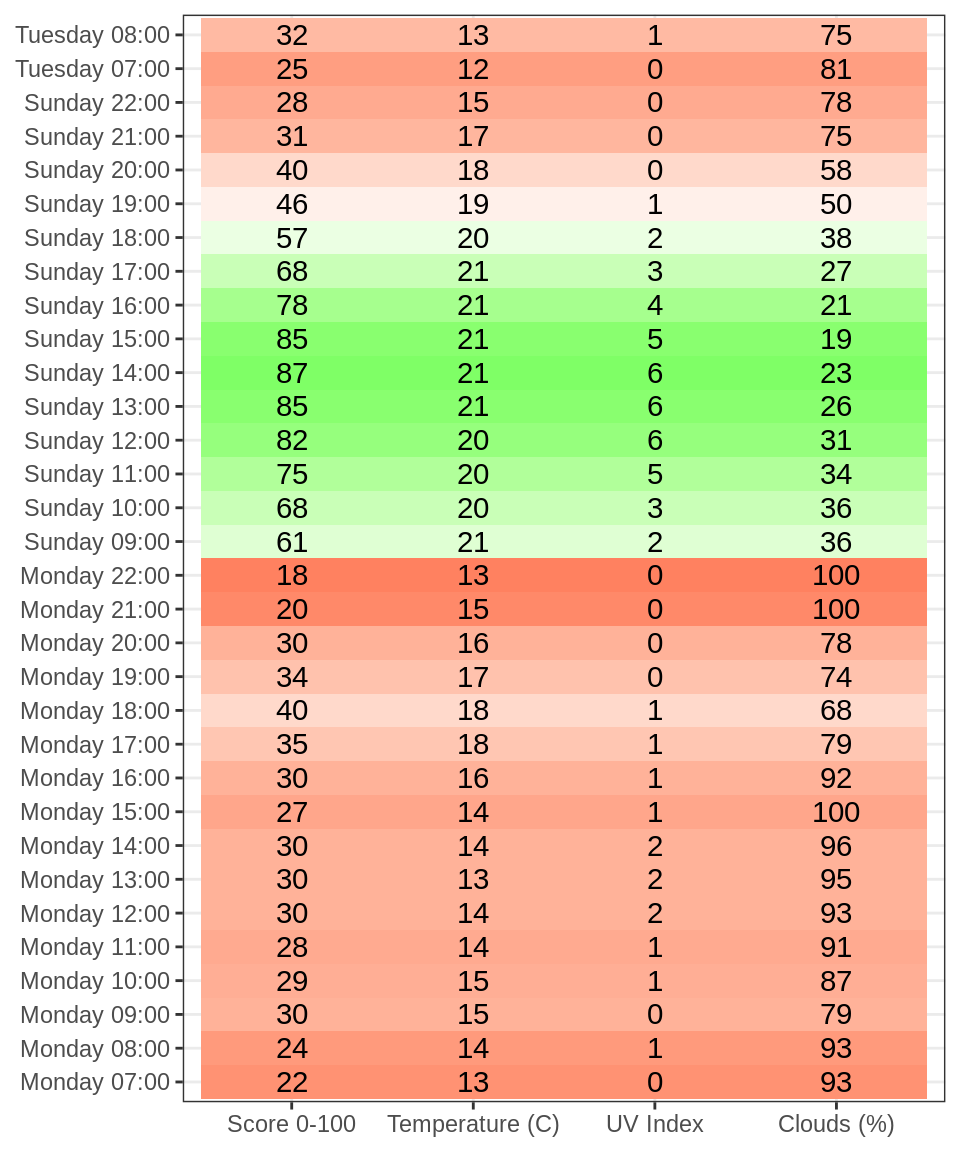 Tuesday 08:00 32 13 1 75
Tuesday 07:00 25 12 0 81
Sunday 22:00 28 15 0 78
Sunday 21:00 31 17 0 75
Sunday 20:00 40 18 0 58
Sunday 19:00 46 19 1 50
Sunday 18:00 57 20 2 38
Sunday 17:00 68 21 3 27
Sunday 16:00 78 21 4 21
Sunday 15:00 85 21 5 19
Sunday 14:00 87 21 6 23
Sunday 13:00 85 21 6 26
Sunday 12:00 82 20 6 31
Sunday 11:00 75 20 5 34
Sunday 10:00 68 20 3 36
Sunday 09:00 61 21 2 36
Monday 22:00 18 13 0 100
Monday 21:00 20 15 0 100
Monday 20:00 30 16 0 78
Monday 19:00 34 17 0 74
Monday 18:00 40 18 1 68
Monday 17:00 35 18 1 79
Monday 16:00 30 16 1 92
Monday 15:00 27 14 1 100
Monday 14:00 30 14 2 96
Monday 13:00 30 13 2 95
Monday 12:00 30 14 2 93
Monday 11:00 28 14 1 91
Monday 10:00 29 15 1 87
Monday 09:00 30 15 0 79
Monday 08:00 24 14 1 93
Monday 07:00 22 13 0 93
Score 0-100 Temperature (C) UV Index Clouds (%)